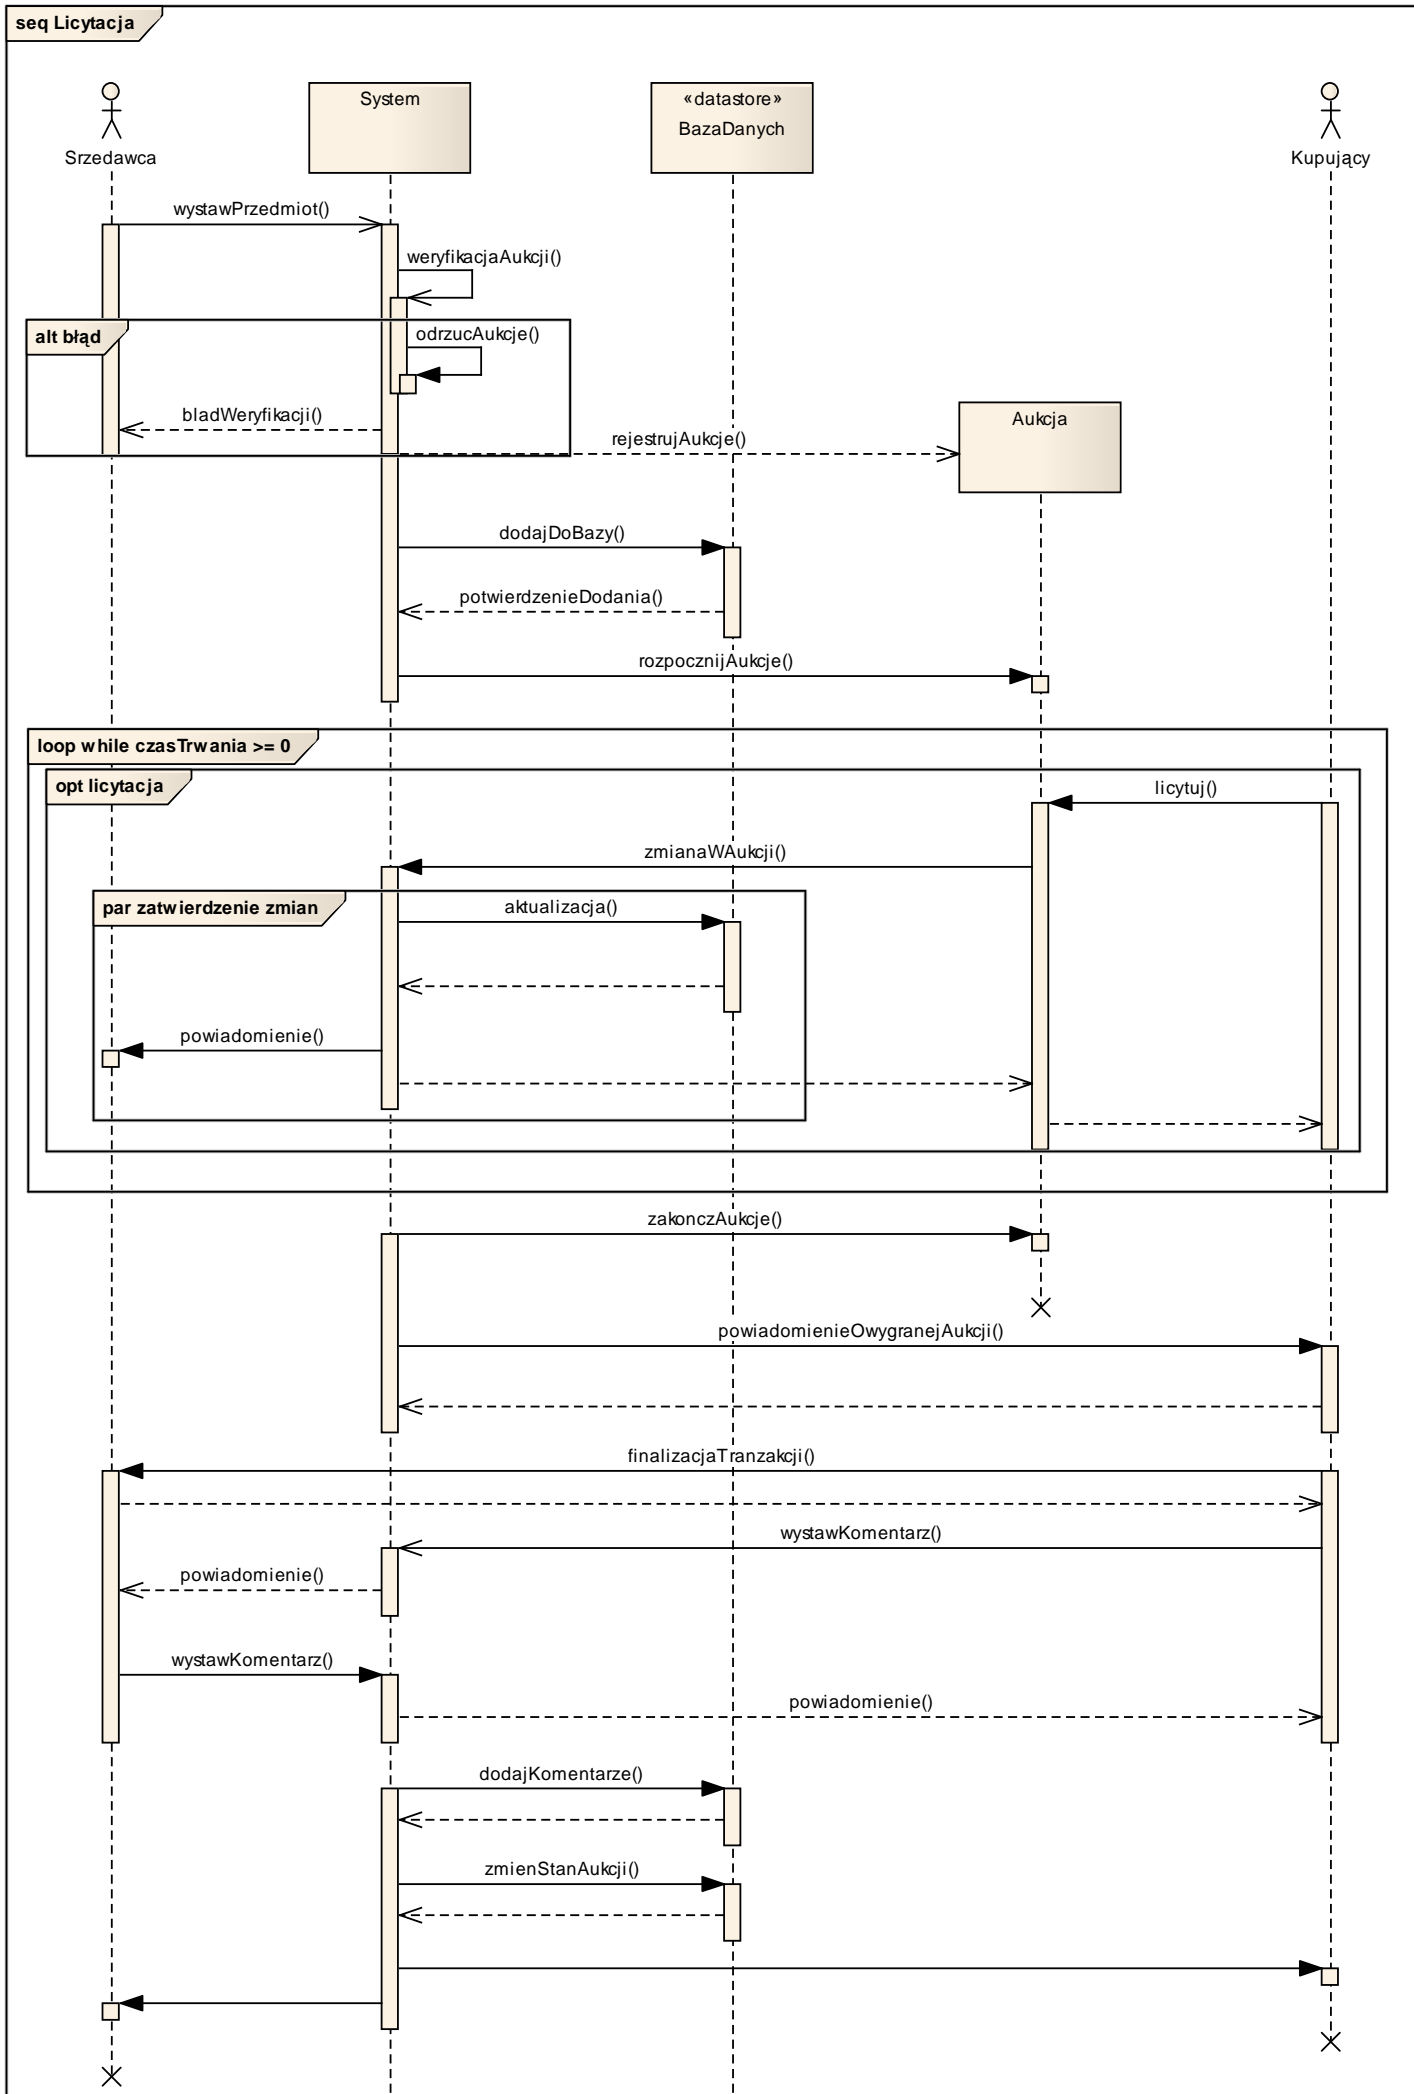 seq Licytacja
Srzedawca
System
«datastore»
BazaDanych
Kupujący
wystawPrzedmiot()
weryfikacjaAukcji()
alt błąd
odrzucAukcje()
bladWeryfikacji()
Aukcja
rejestrujAukcje()
dodajDoBazy()
potwierdzenieDodania()
rozpocznijAukcje()
loop while czasTrwania >= 0
opt licytacja
licytuj()
zmianaWAukcji()
par zatwierdzenie zmian
aktualizacja()
powiadomienie()
zakonczAukcje()
powiadomienieOwygranejAukcji()
finalizacjaTranzakcji()
wystawKomentarz()
powiadomienie()
wystawKomentarz()
powiadomienie()
dodajKomentarze()
zmienStanAukcji()